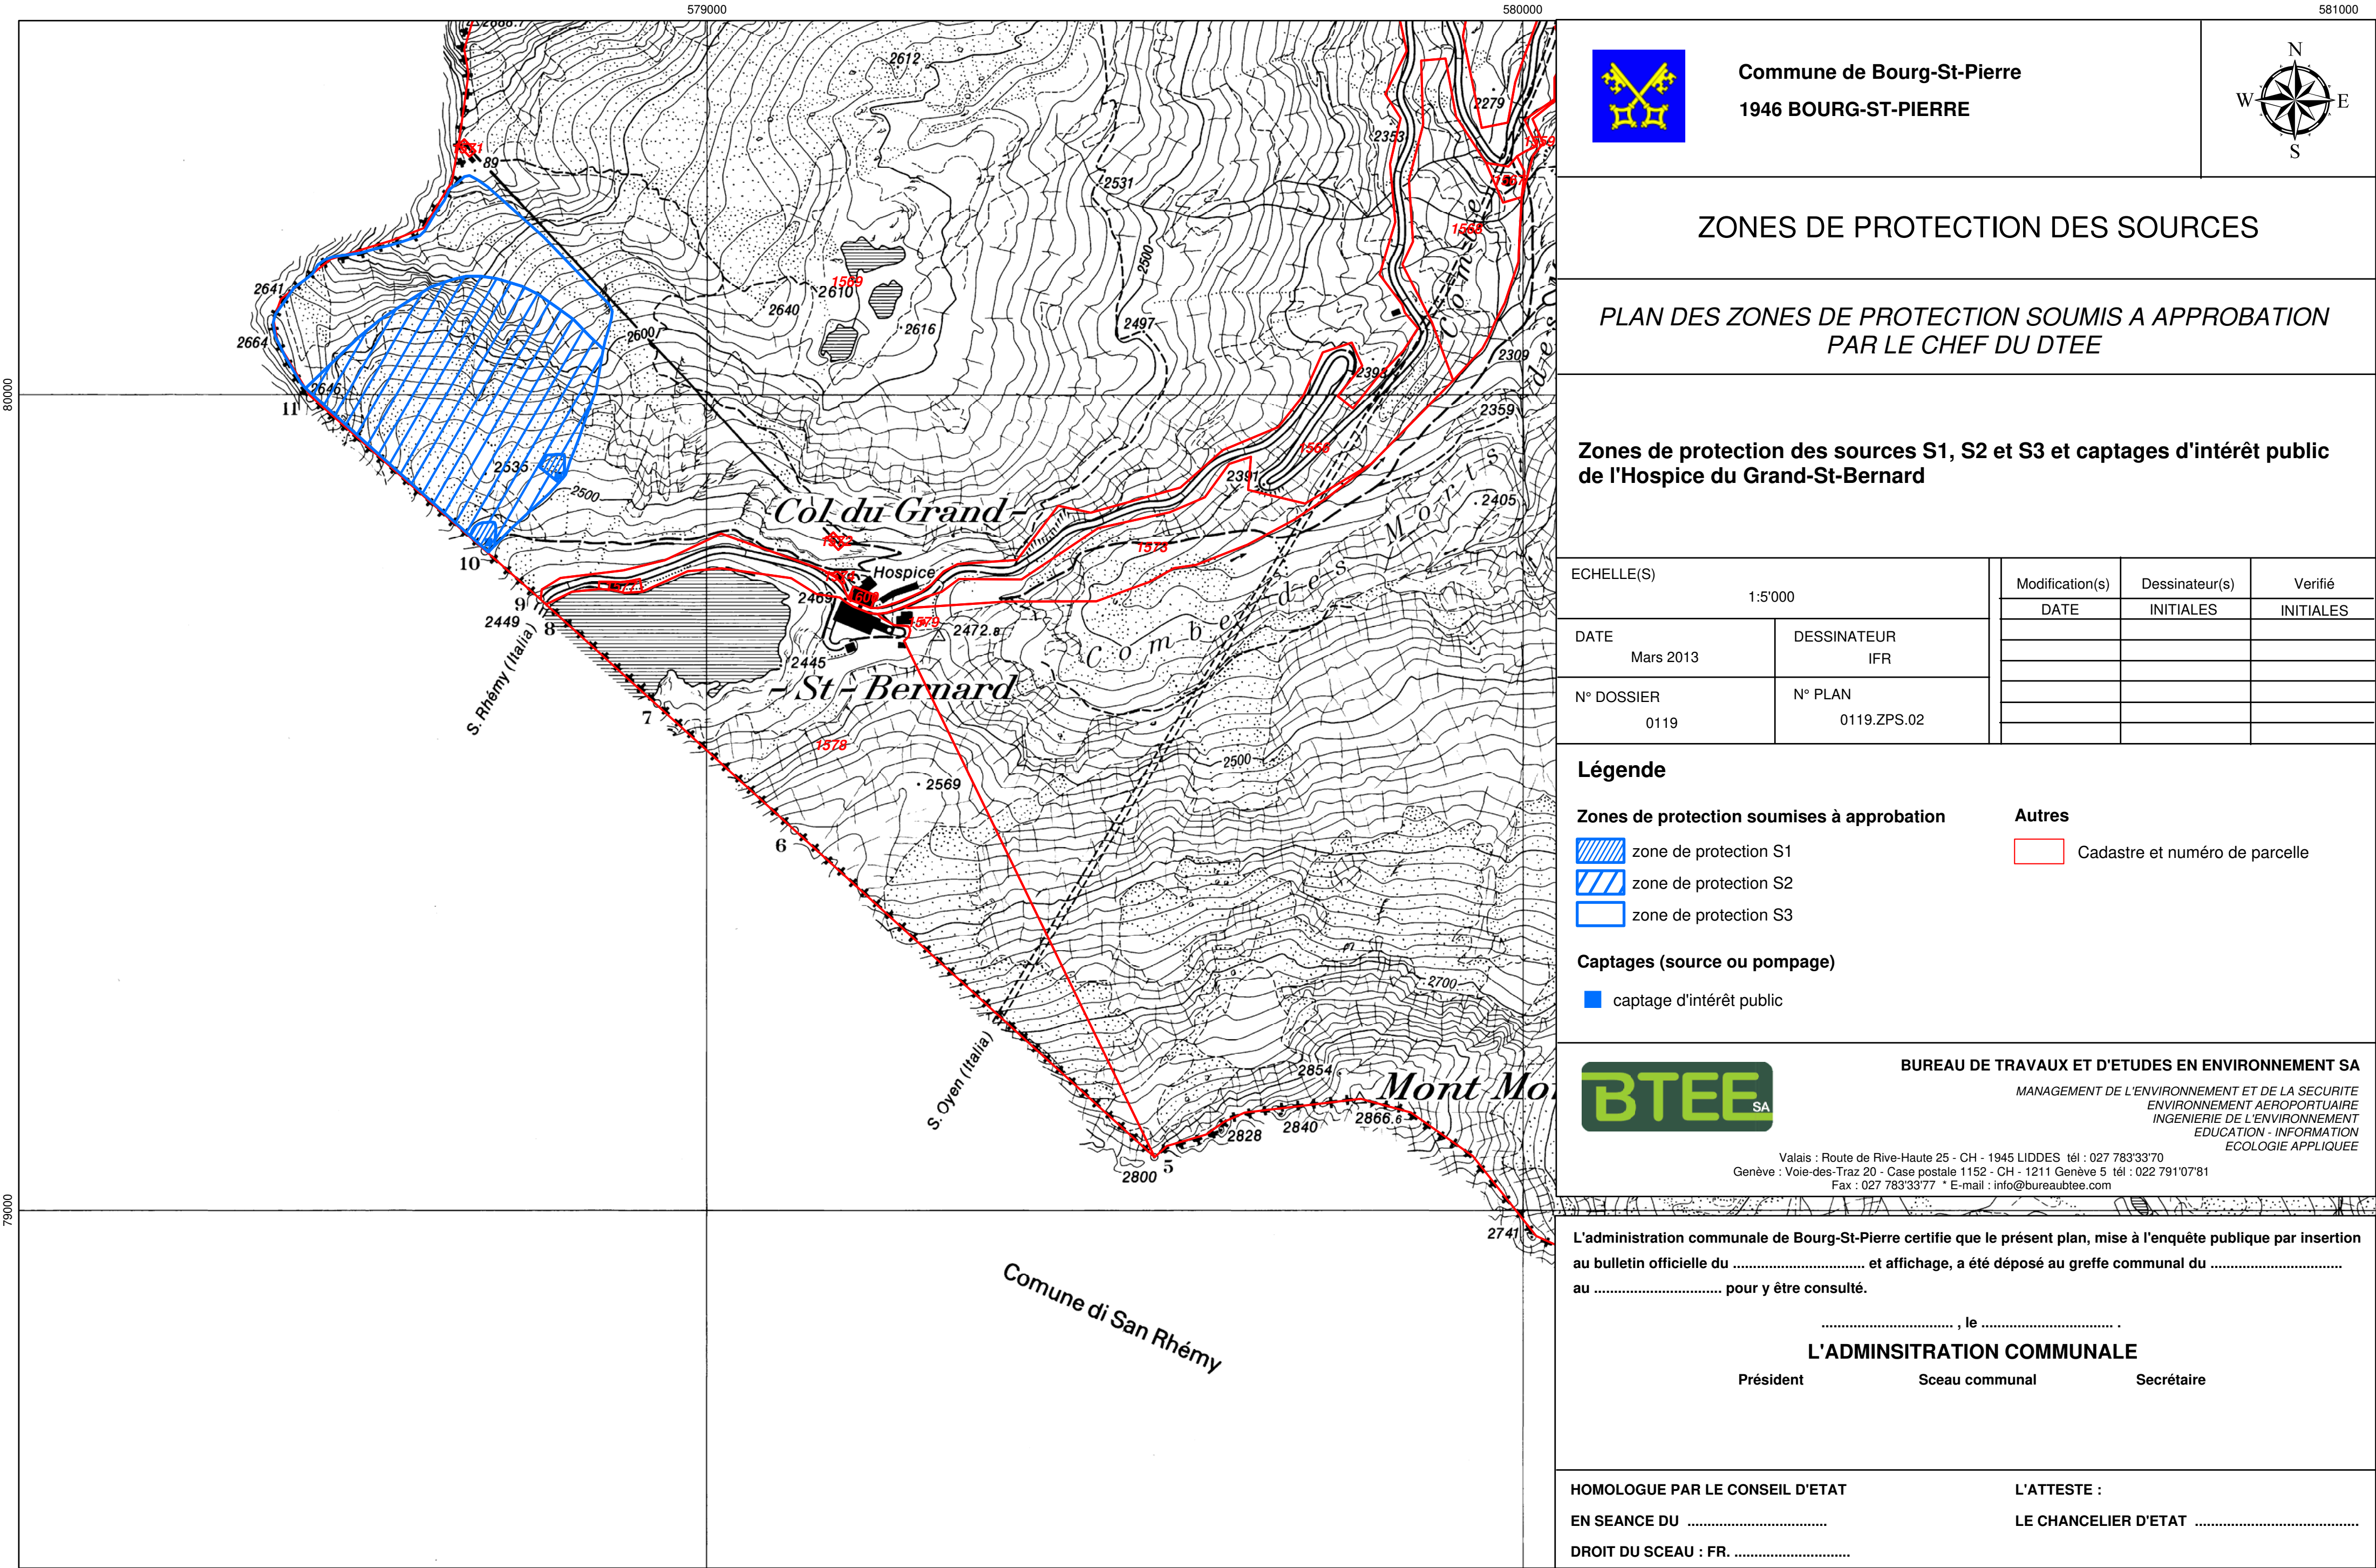 579000
580000
581000
80000
79000
2612
2531
2500
2497
2279
2353
1567
1568
2309
2359
2393
1571
89
2641
2664
2646
11
2535
2500
10
9
2449
8
7
6
5
1569
2610
2640
2616
2600
Col du Grand-
-St-Bernard
Hospice
1572
1574
1577
2469
1579
2472.8
2445
1578
2569
1573
2391
2405
Combe des Morts
2500
2700
2854
Mont Mor
2866.6
2840
2828
2800
2741
S. Rhémy (Italia)
S. Oyen (Italia)
Comune di San Rhémy
Commune de Bourg-St-Pierre
1946 BOURG-ST-PIERRE
N
W
E
S
ZONES DE PROTECTION DES SOURCES
PLAN DES ZONES DE PROTECTION SOUMIS A APPROBATION
PAR LE CHEF DU DTEE
Zones de protection des sources S1, S2 et S3 et captages d'intérêt public
de l'Hospice du Grand-St-Bernard
ECHELLE(S)
1:5'000
DATE
Mars 2013
DESSINATEUR
IFR
N° DOSSIER
0119
N° PLAN
0119.ZPS.02
Modification(s) Dessinateur(s) Verifié
DATE INITIALES INITIALES
Légende
Zones de protection soumises à approbation
zone de protection S1
zone de protection S2
zone de protection S3
Autres
Cadastre et numéro de parcelle
Captages (source ou pompage)
captage d'intérêt public
BTEE SA
BUREAU DE TRAVAUX ET D'ETUDES EN ENVIRONNEMENT SA
MANAGEMENT DE L'ENVIRONNEMENT ET DE LA SECURITE
ENVIRONNEMENT AEROPORTUAIRE
INGENIERIE DE L'ENVIRONNEMENT
EDUCATION - INFORMATION
ECOLOGIE APPLIQUEE
Valais : Route de Rive-Haute 25 - CH - 1945 LIDDES tél : 027 783'33'70
Genève : Voie-des-Traz 20 - Case postale 1152 - CH - 1211 Genève 5 tél : 022 791'07'81
Fax : 027 783'33'77 * E-mail : info@bureaubtee.com
L'administration communale de Bourg-St-Pierre certifie que le présent plan, mise à l'enquête publique par insertion
au bulletin officielle du ................................. et affichage, a été déposé au greffe communal du .................................
au ................................ pour y être consulté.
................................. , le ................................. .
L'ADMINSITRATION COMMUNALE
Président Sceau communal Secrétaire
HOMOLOGUE PAR LE CONSEIL D'ETAT
EN SEANCE DU ...................................
DROIT DU SCEAU : FR. .............................
L'ATTESTE :
LE CHANCELIER D'ETAT .........................................